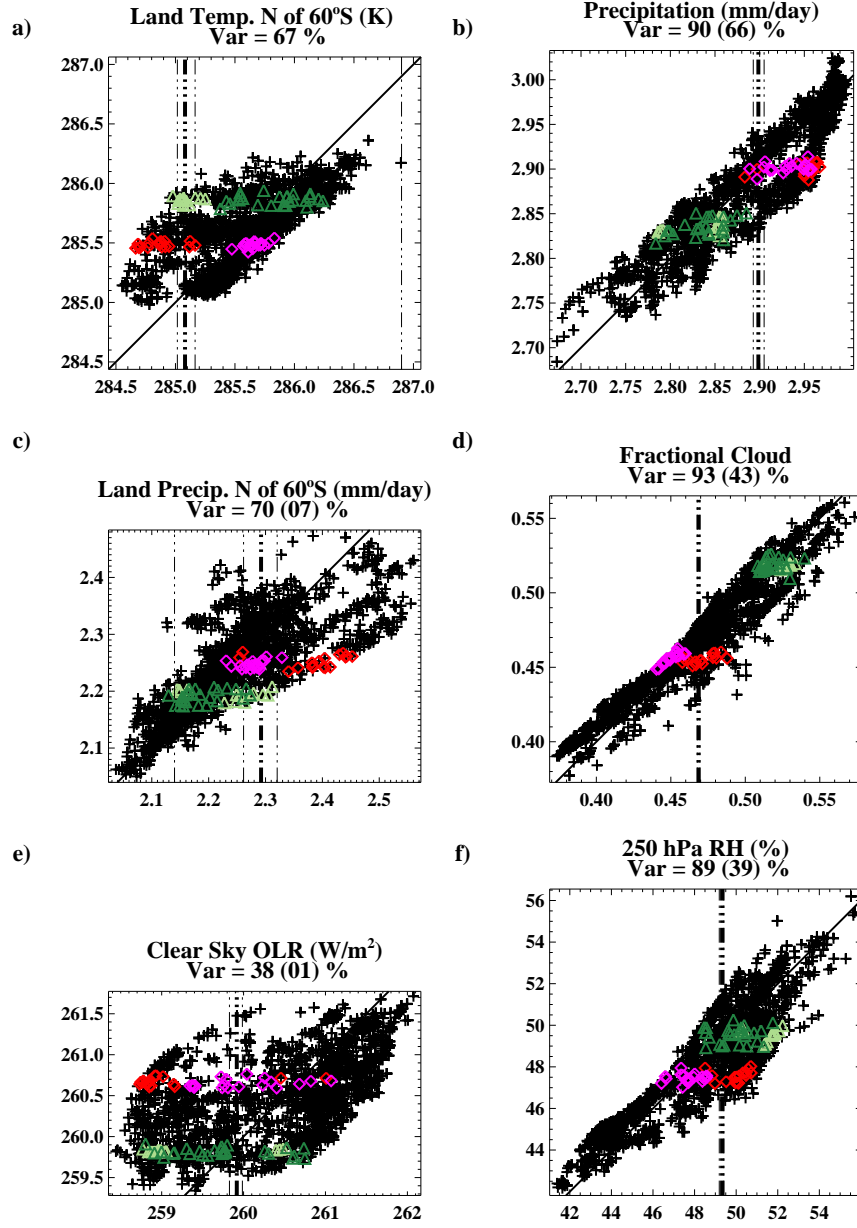 a)
Land Temp. N of 60°S (K)
Var = 67 %
287.0
286.5
286.0
285.5
285.0
284.5
284.5 285.0 285.5 286.0 286.5 287.0
b)
Precipitation (mm/day)
Var = 90 (66) %
3.00
2.95
2.90
2.85
2.80
2.75
2.70
2.70 2.75 2.80 2.85 2.90 2.95
c)
Land Precip. N of 60°S (mm/day)
Var = 70 (07) %
2.4
2.3
2.2
2.1
2.1 2.2 2.3 2.4 2.5
d)
Fractional Cloud
Var = 93 (43) %
0.55
0.50
0.45
0.40
0.40 0.45 0.50 0.55
e)
Clear Sky OLR (W/m²)
Var = 38 (01) %
261.5
261.0
260.5
260.0
259.5
259 260 261 262
f)
250 hPa RH (%)
Var = 89 (39) %
56
54
52
50
48
46
44
42 44 46 48 50 52 54